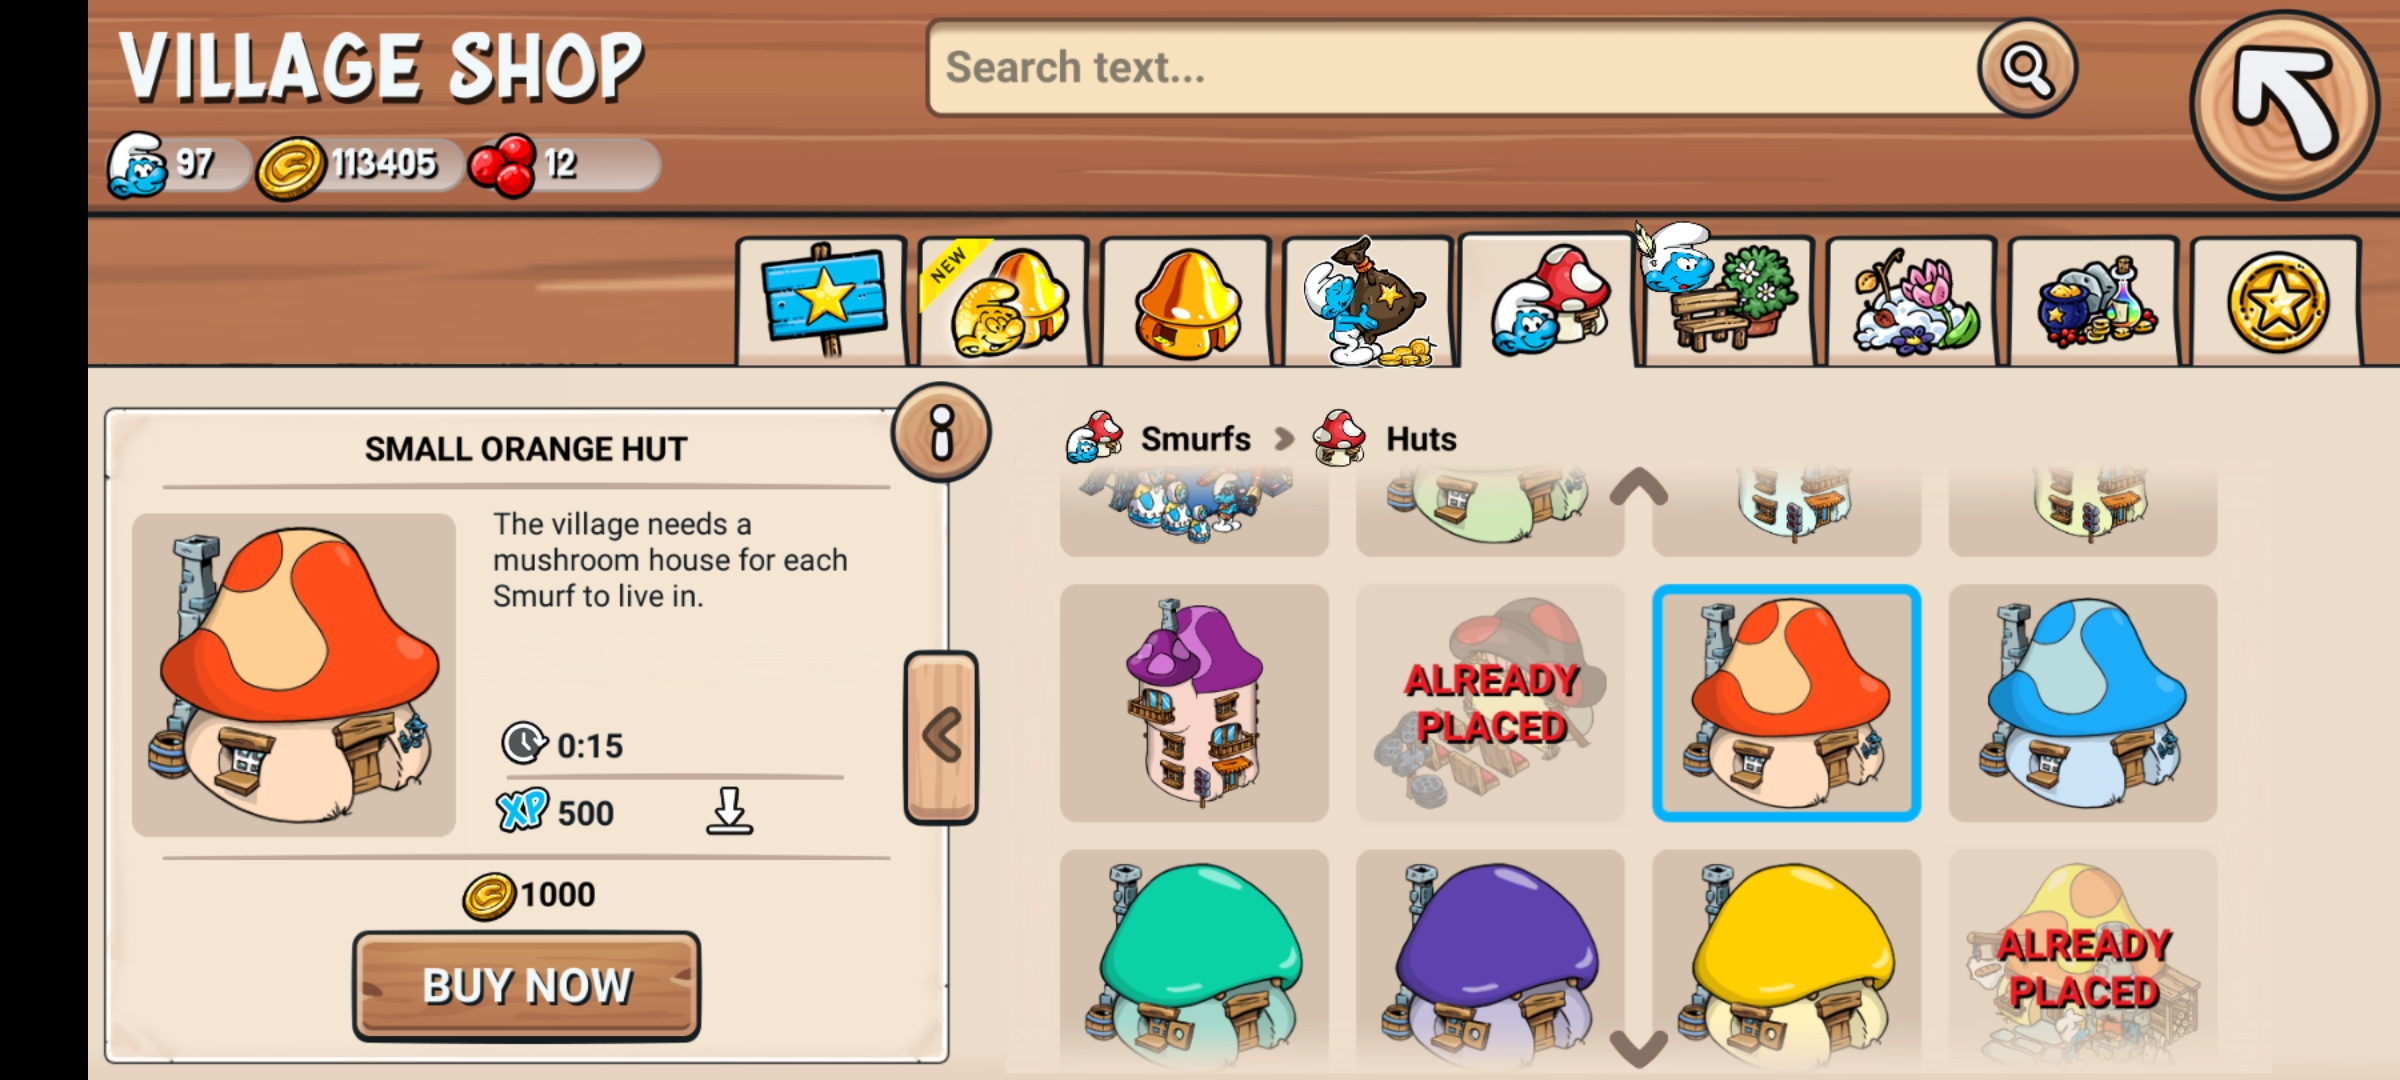 VILLAGE SHOP
Search text...
97
113405
12
NEW
SMALL ORANGE HUT
The village needs a
mushroom house for each
Smurf to live in.
0:15
XP 500
1000
BUY NOW
Smurfs
Huts
ALREADY
PLACED
ALREADY
PLACED